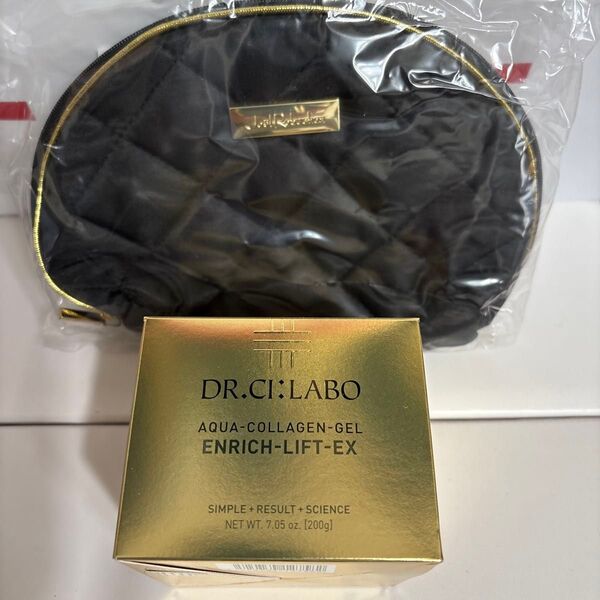 DR.CI:LABO
AQUA-COLLAGEN-GEL
ENRICH-LIFT-EX
SIMPLE + RESULT + SCIENCE
NET WT. 7.05 oz. [200g]